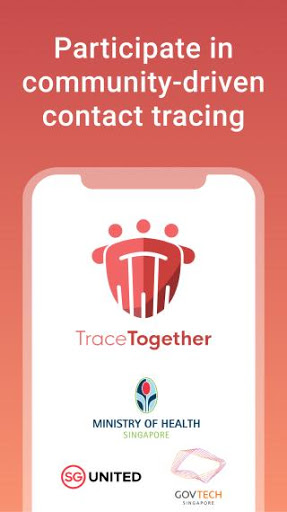 Participate in
community-driven
contact tracing
TraceTogether
MINISTRY OF HEALTH
SINGAPORE
SG UNITED
GOVTECH
SINGAPORE